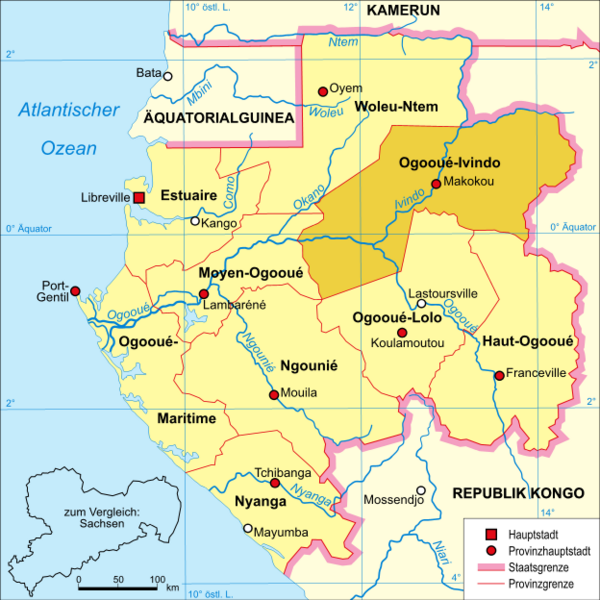 10° östl. L.
KAMERUN
12°
14°
2°
2°
Ntem
Bata
Mbini
Oyem
Woleu
Woleu-Ntem
Atlantischer
Ozean
ÄQUATORIALGUINEA
Ogooué-Ivindo
Makokou
Ivindo
Libreville
Estuaire
Como
Okano
Kango
0° Äquator
0° Äquator
Moyen-Ogooué
Port-
Gentil
Ogooué
Lambaréné
Lastoursville
Ogooué
Ogooué-Lolo
Koulamoutou
Haut-Ogooué
Franceville
Ogooué-
Maritime
Ngounié
Ngounié
Mouila
2°
2°
Tchibanga
Nyanga
Nyanga
Mayumba
Mossendjo
Niari
REPUBLIK KONGO
14°
4°
10° östl. L.
zum Vergleich:
Sachsen
0 50 100
km
Hauptstadt
Provinzhauptstadt
Staatsgrenze
Provinzgrenze